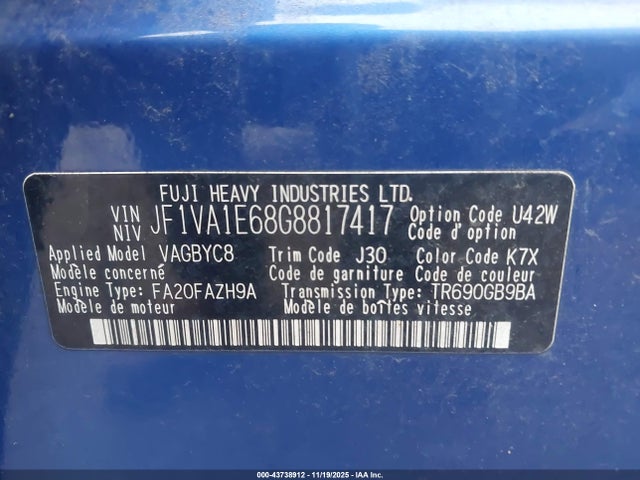 FUJI HEAVY INDUSTRIES LTD.
VIN NIV JF1VA1E68G8817417 Option Code U42W
Code d'option
Applied Model VAGBYC8 Trim Code J30 Color Code K7X
Modèle concerné Code de garniture Code de couleur
Engine Type: FA20FAZH9A Transmission Type: TR690GB9BA
Modèle de moteur Modèle de boîtes vitesse
000-43738912 - 11/19/2025 - IAA Inc.